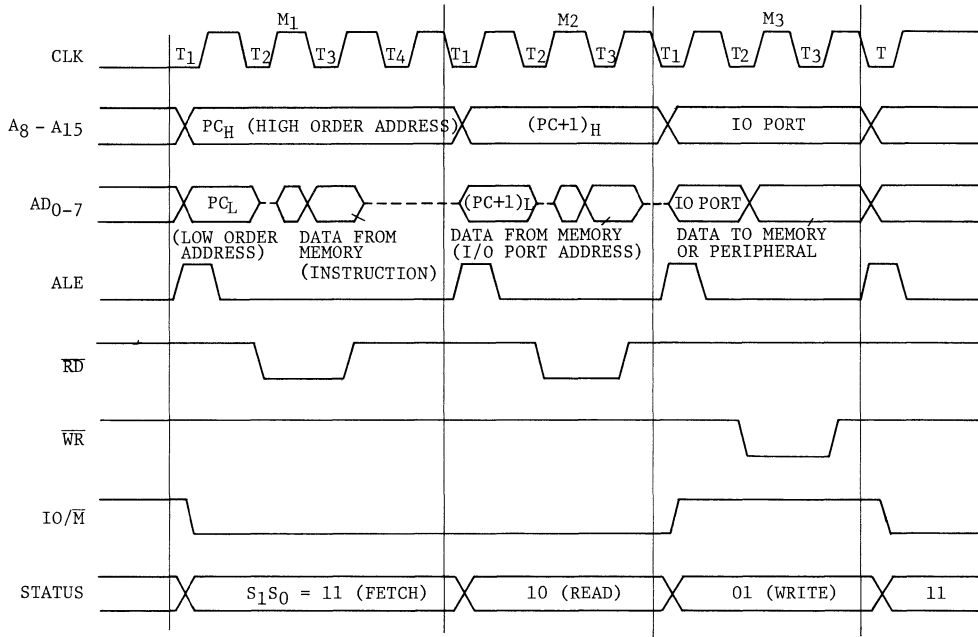 M1 M2 M3
CLK T1 T2 T3 T4 T1 T2 T3 T1 T2 T3 T
A8 - A15 PCH (HIGH ORDER ADDRESS) (PC+1)H IO PORT
AD0-7 PCL (PC+1)L IO PORT
(LOW ORDER ADDRESS)
DATA FROM MEMORY (INSTRUCTION)
DATA FROM MEMORY (I/O PORT ADDRESS)
DATA TO MEMORY OR PERIPHERAL
ALE
RD
WR
IO/M
STATUS S1S0 = 11 (FETCH) 10 (READ) 01 (WRITE) 11